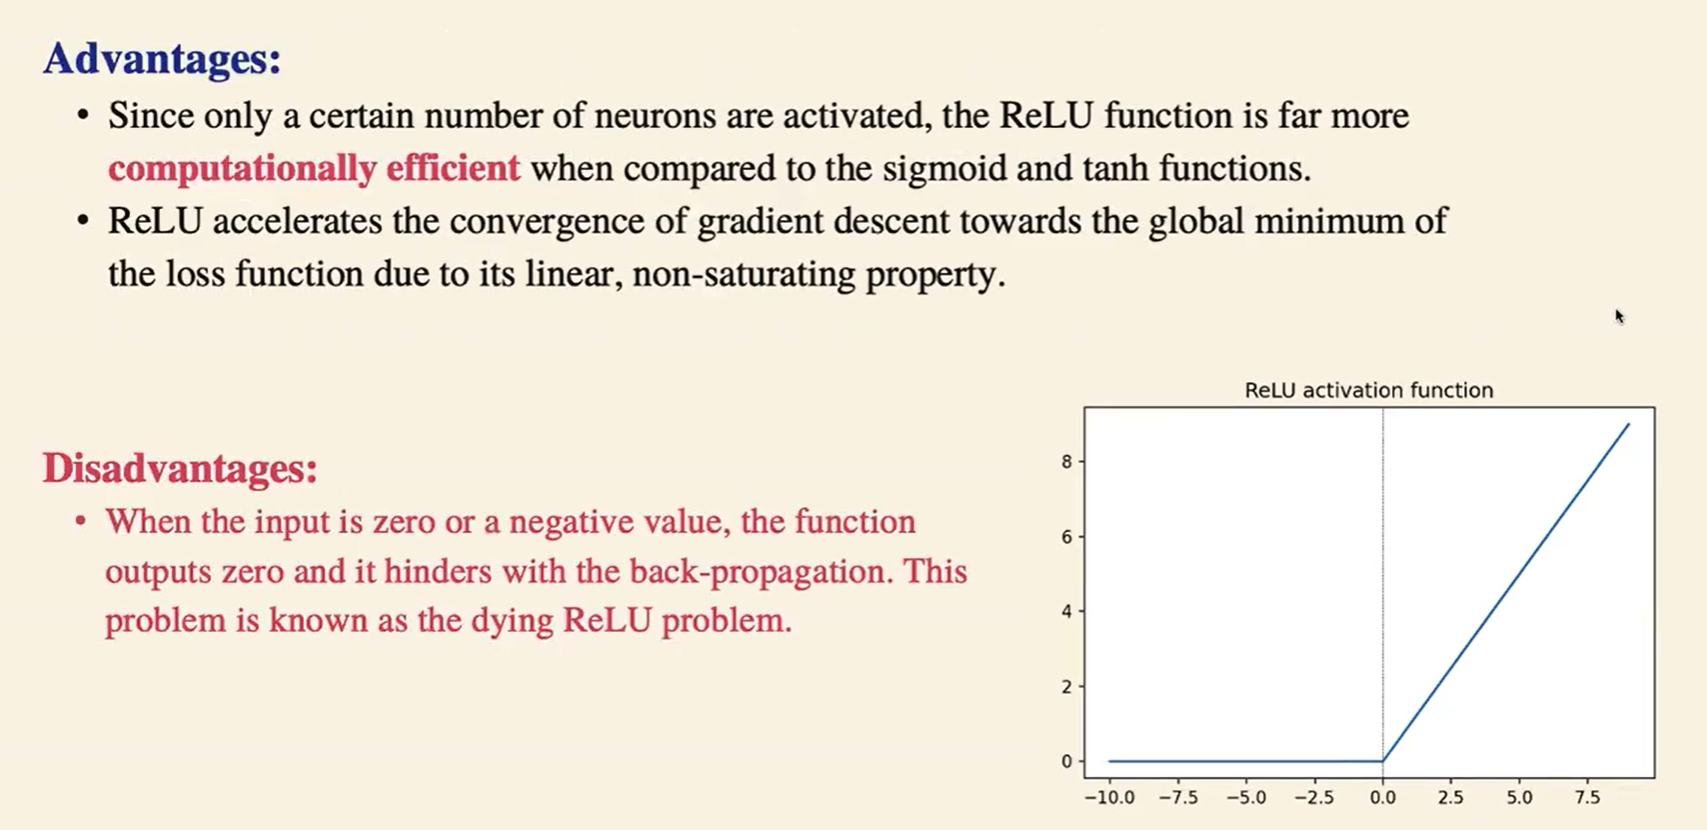 Advantages:
• Since only a certain number of neurons are activated, the ReLU function is far more
computationally efficient when compared to the sigmoid and tanh functions.
• ReLU accelerates the convergence of gradient descent towards the global minimum of
the loss function due to its linear, non-saturating property.
Disadvantages:
• When the input is zero or a negative value, the function
outputs zero and it hinders with the back-propagation. This
problem is known as the dying ReLU problem.
ReLU activation function
8
6
4
2
0
−10.0 −7.5 −5.0 −2.5 0.0 2.5 5.0 7.5